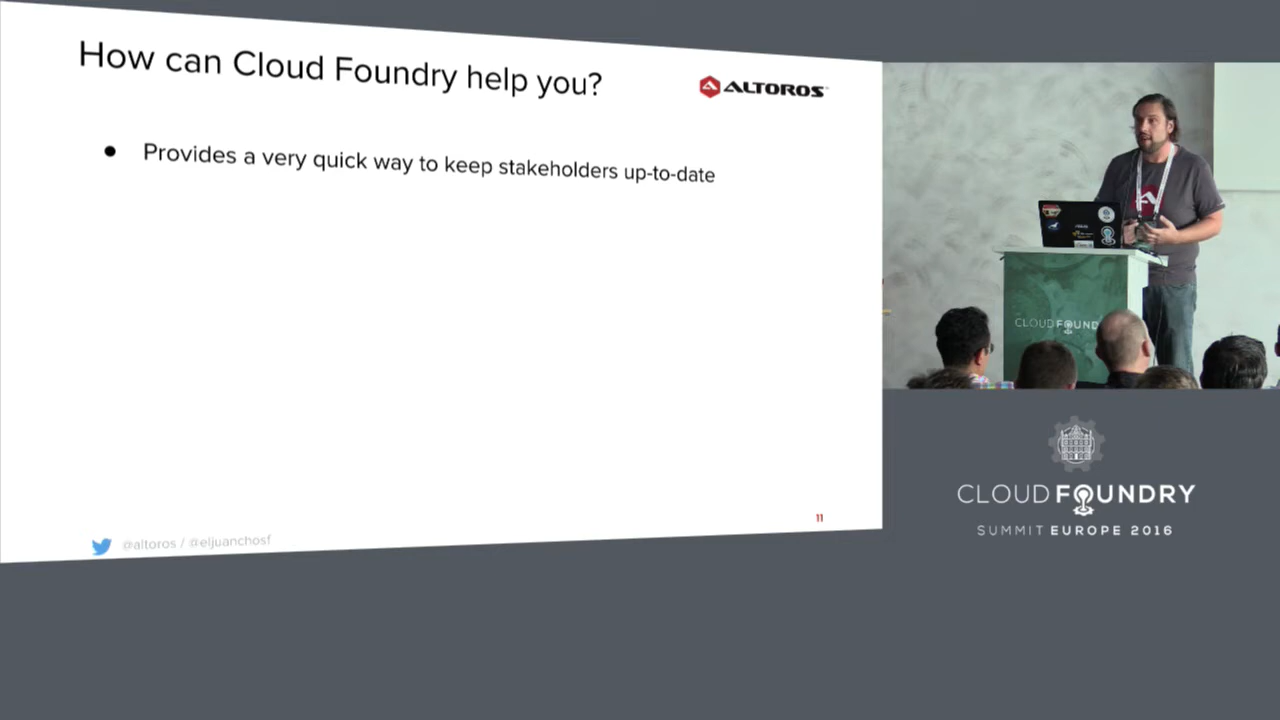 How can Cloud Foundry help you?
ALTOROS
● Provides a very quick way to keep stakeholders up-to-date
11
@altoros / @eljuanchosf
CLOUD FOUND
CLOUD FOUNDRY
SUMMIT EUROPE 2016